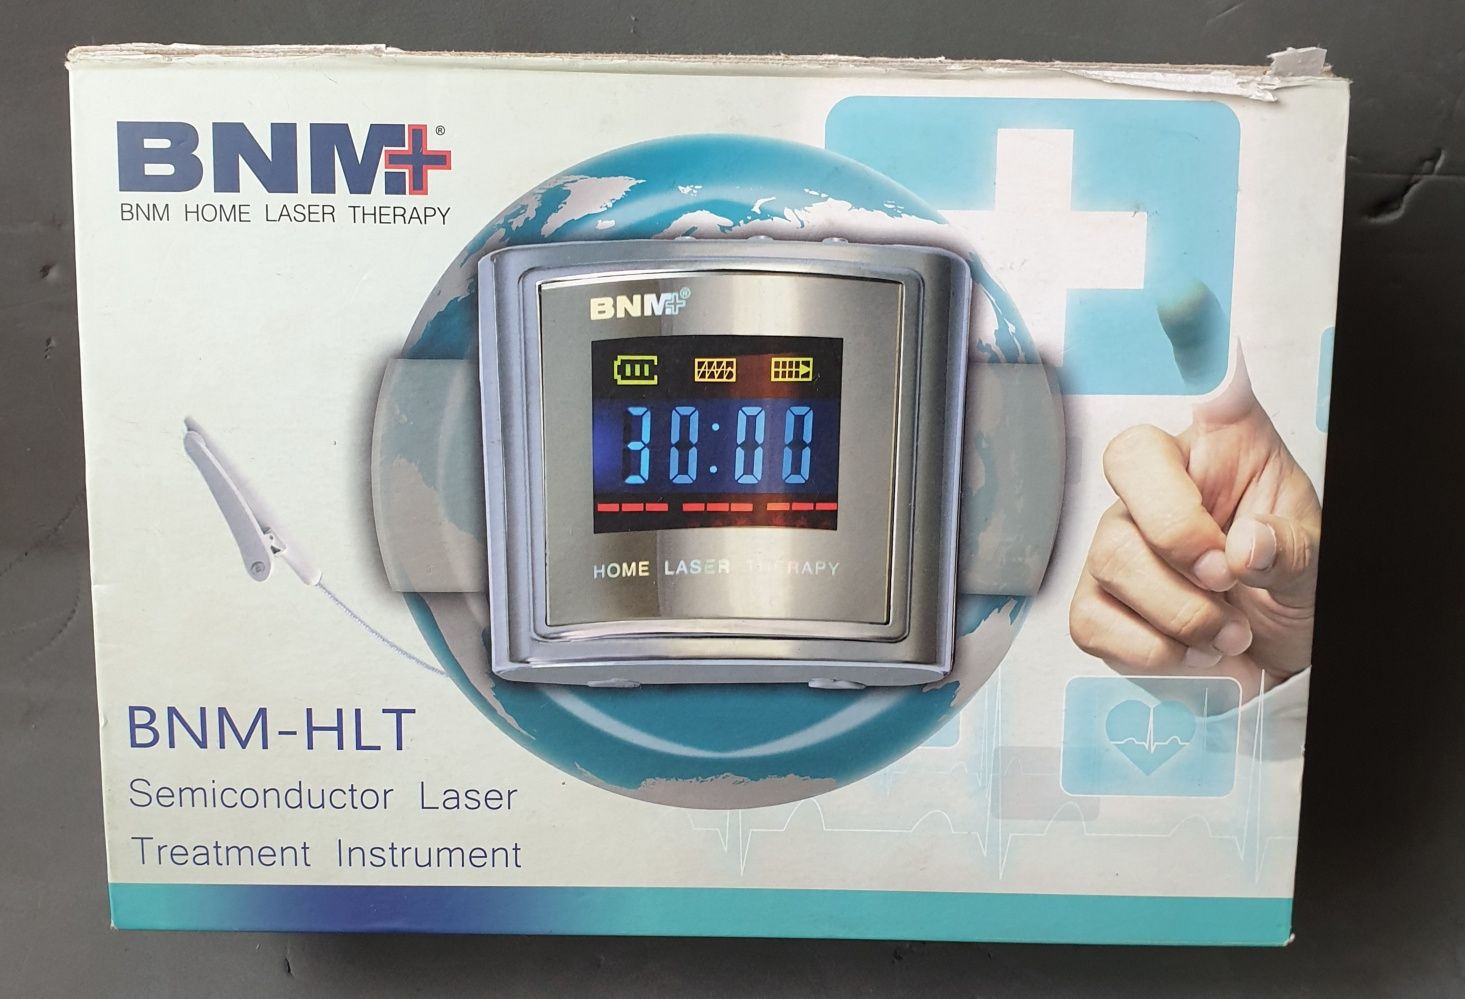 BNM+®
BNM HOME LASER THERAPY
BNM+®
30:00
HOME LASER THERAPY
BNM-HLT
Semiconductor Laser
Treatment Instrument